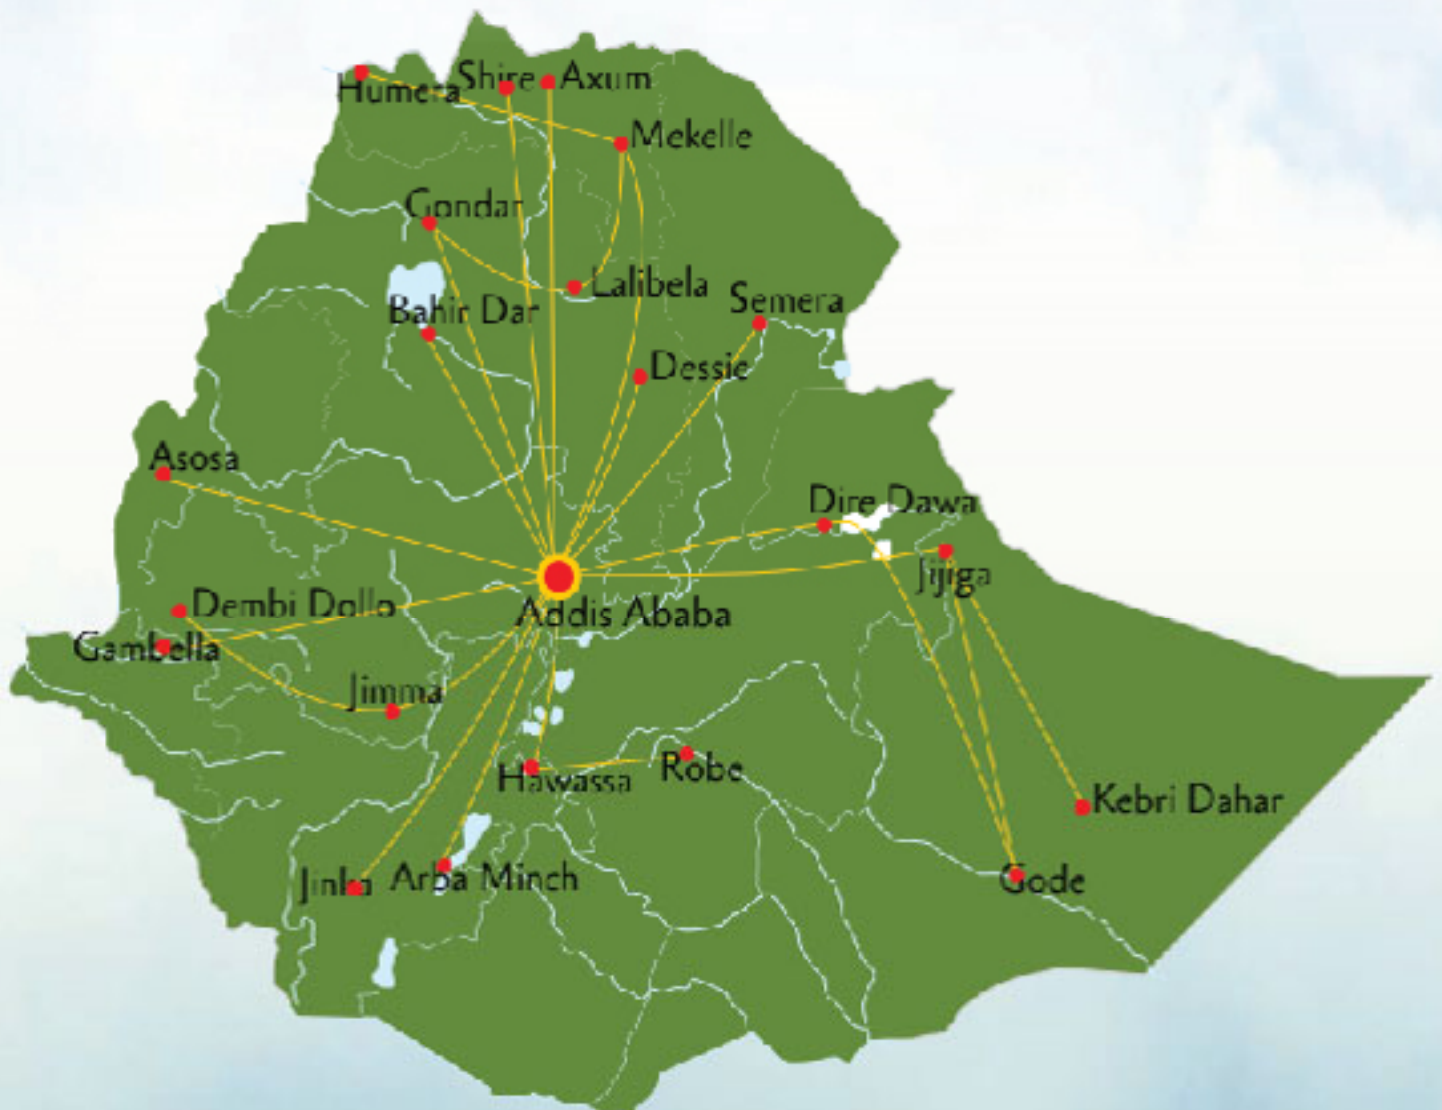 Shire
Axum
Humera
Mekelle
Gondar
Lalibela
Semera
Bahir Dar
Dessie
Asosa
Dire Dawa
Jijiga
Dembi Dollo
Addis Ababa
Gambella
Jimma
Robe
Hawassa
Kebri Dahar
Jinka
Arba Minch
Gode